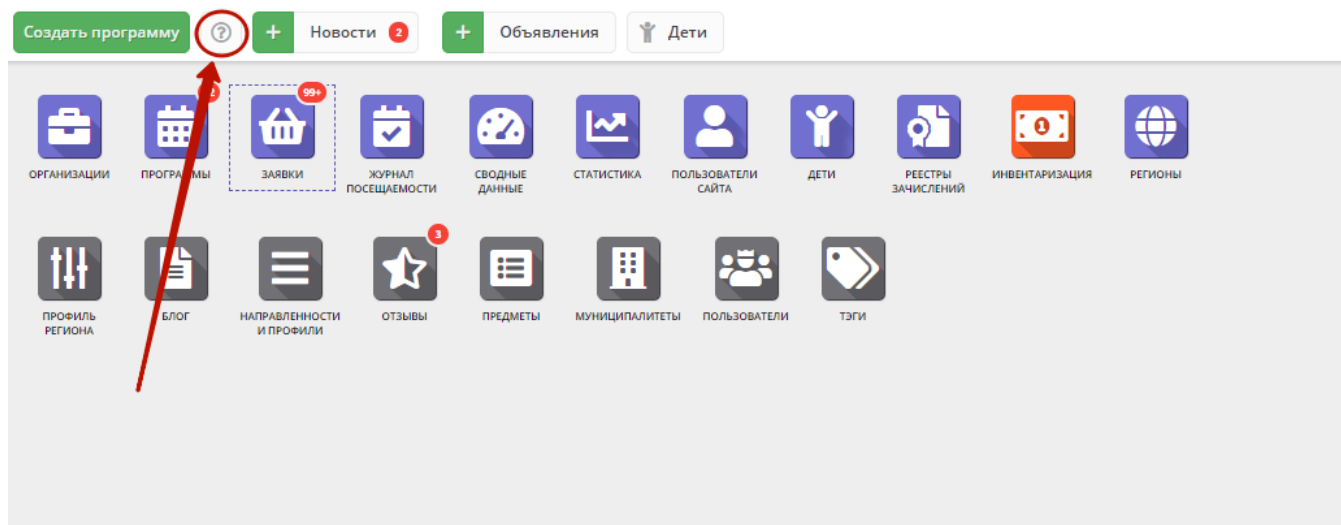 Создать программу ? + Новости 2 + Объявления Дети
99+
ОРГАНИЗАЦИИ ПРОГРАММЫ ЗАЯВКИ ЖУРНАЛ ПОСЕЩАЕМОСТИ СВОДНЫЕ ДАННЫЕ СТАТИСТИКА ПОЛЬЗОВАТЕЛИ САЙТА ДЕТИ РЕЕСТРЫ ЗАЧИСЛЕНИЙ ИНВЕНТАРИЗАЦИЯ РЕГИОНЫ
3
ПРОФИЛЬ РЕГИОНА БЛОГ НАПРАВЛЕННОСТИ И ПРОФИЛИ ОТЗЫВЫ ПРЕДМЕТЫ МУНИЦИПАЛИТЕТЫ ПОЛЬЗОВАТЕЛИ ТЭГИ